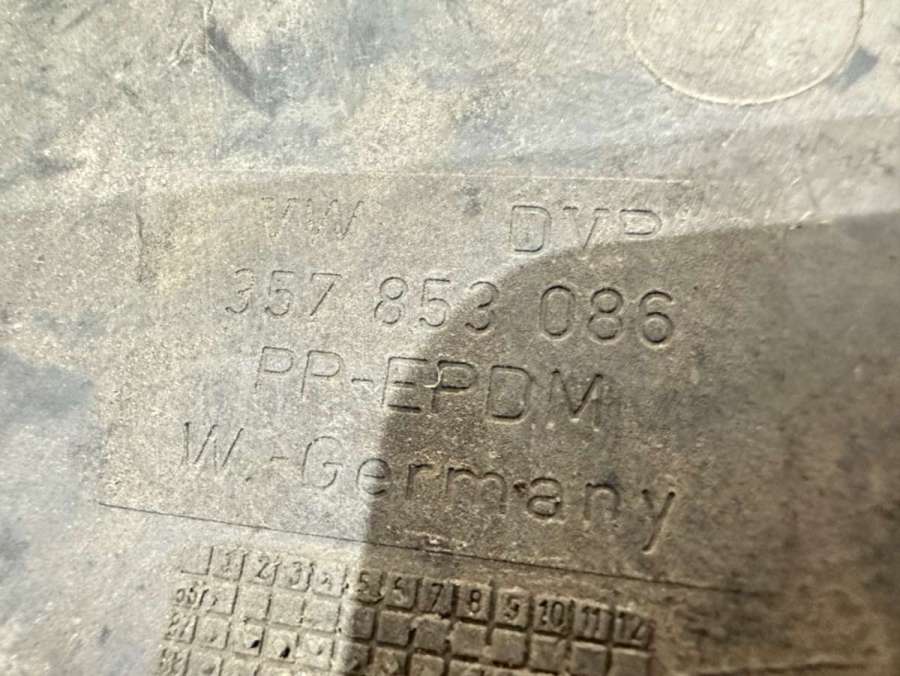 VW DVP
357 853 086
PP-EPDM
W.-Germany
1 2 3 4 5 6 7 8 9 10 11 12